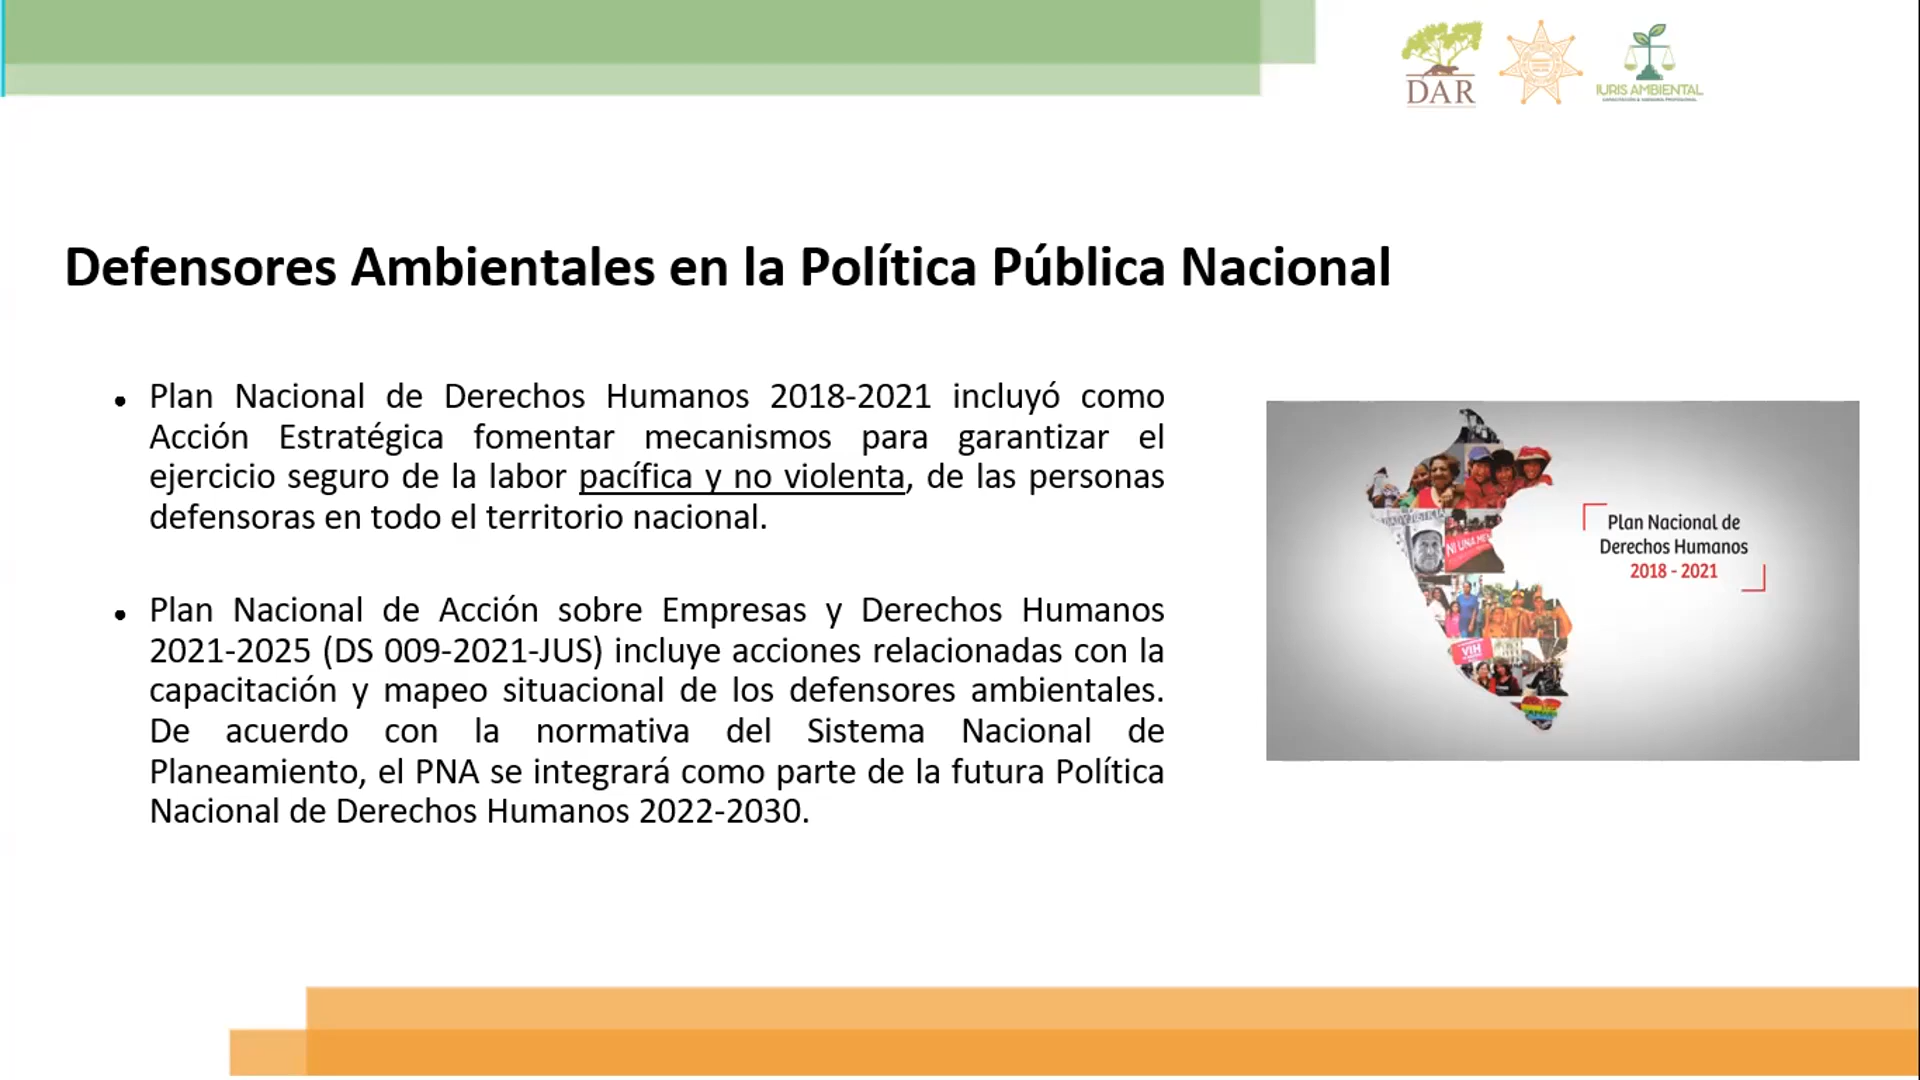 DAR
IURIS AMBIENTAL
Defensores Ambientales en la Política Pública Nacional
• Plan Nacional de Derechos Humanos 2018-2021 incluyó como
Acción Estratégica fomentar mecanismos para garantizar el
ejercicio seguro de la labor pacífica y no violenta, de las personas
defensoras en todo el territorio nacional.
• Plan Nacional de Acción sobre Empresas y Derechos Humanos
2021-2025 (DS 009-2021-JUS) incluye acciones relacionadas con la
capacitación y mapeo situacional de los defensores ambientales.
De acuerdo con la normativa del Sistema Nacional de
Planeamiento, el PNA se integrará como parte de la futura Política
Nacional de Derechos Humanos 2022-2030.
NI UNA ME
VIH
Plan Nacional de
Derechos Humanos
2018 - 2021